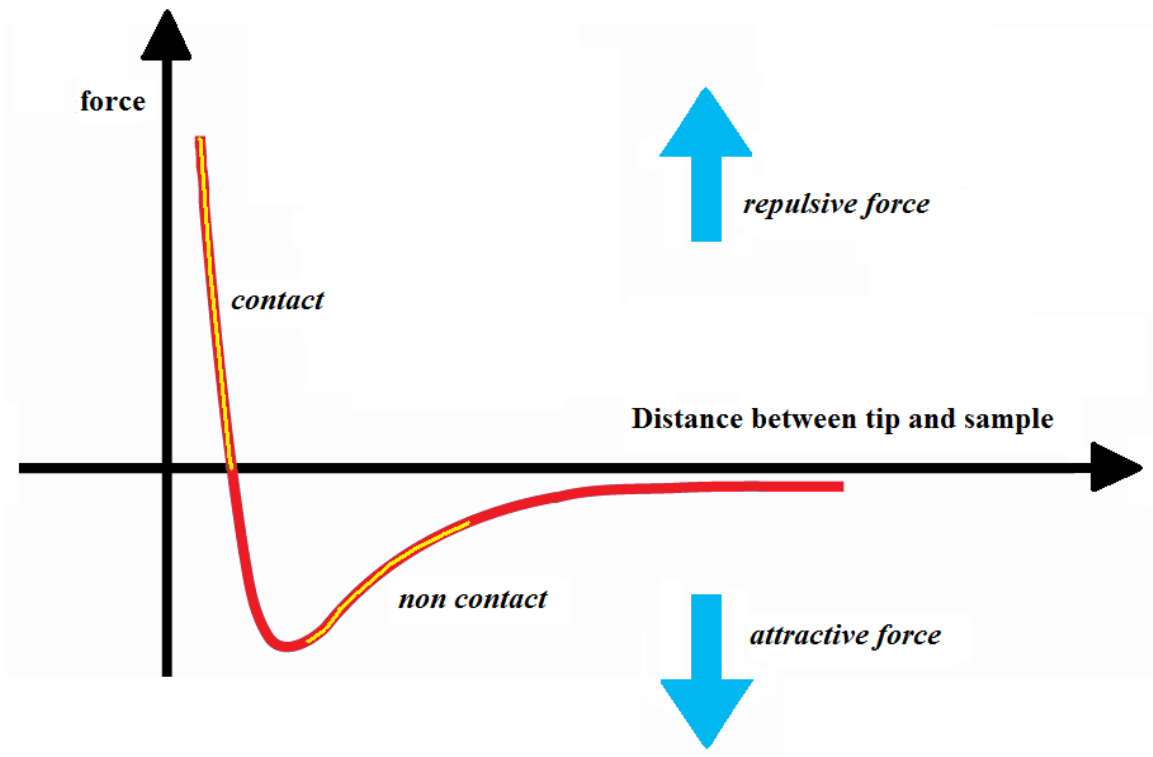 force
repulsive force
contact
Distance between tip and sample
non contact
attractive force